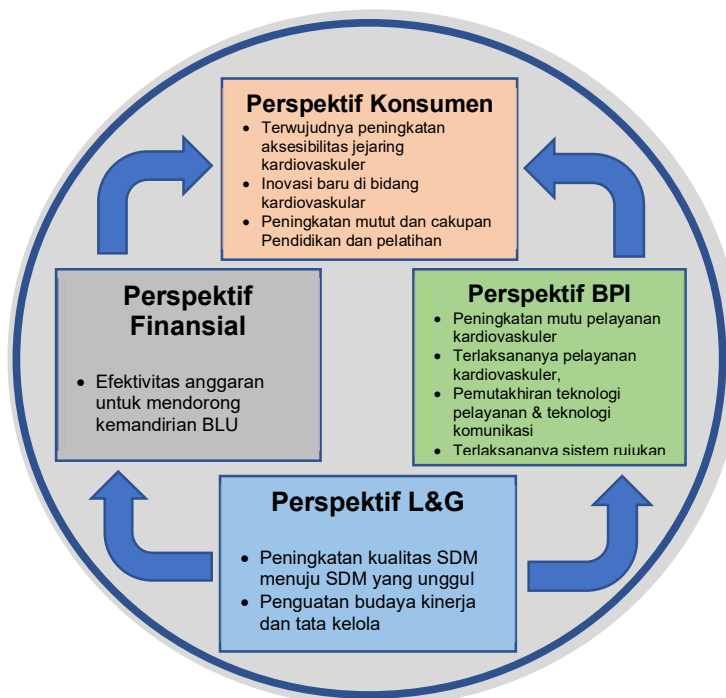 Perspektif Konsumen
• Terwujudnya peningkatan
aksesibilitas jejaring
kardiovaskuler
• Inovasi baru di bidang
kardiovaskular
• Peningkatan mutut dan cakupan
Pendidikan dan pelatihan
Perspektif
Finansial
• Efektivitas anggaran
untuk mendorong
kemandirian BLU
Perspektif BPI
• Peningkatan mutu pelayanan
kardiovaskuler
• Terlaksananya pelayanan
kardiovaskuler,
• Pemutakhiran teknologi
pelayanan & teknologi
komunikasi
• Terlaksananya sistem rujukan
Perspektif L&G
• Peningkatan kualitas SDM
menuju SDM yang unggul
• Penguatan budaya kinerja
dan tata kelola